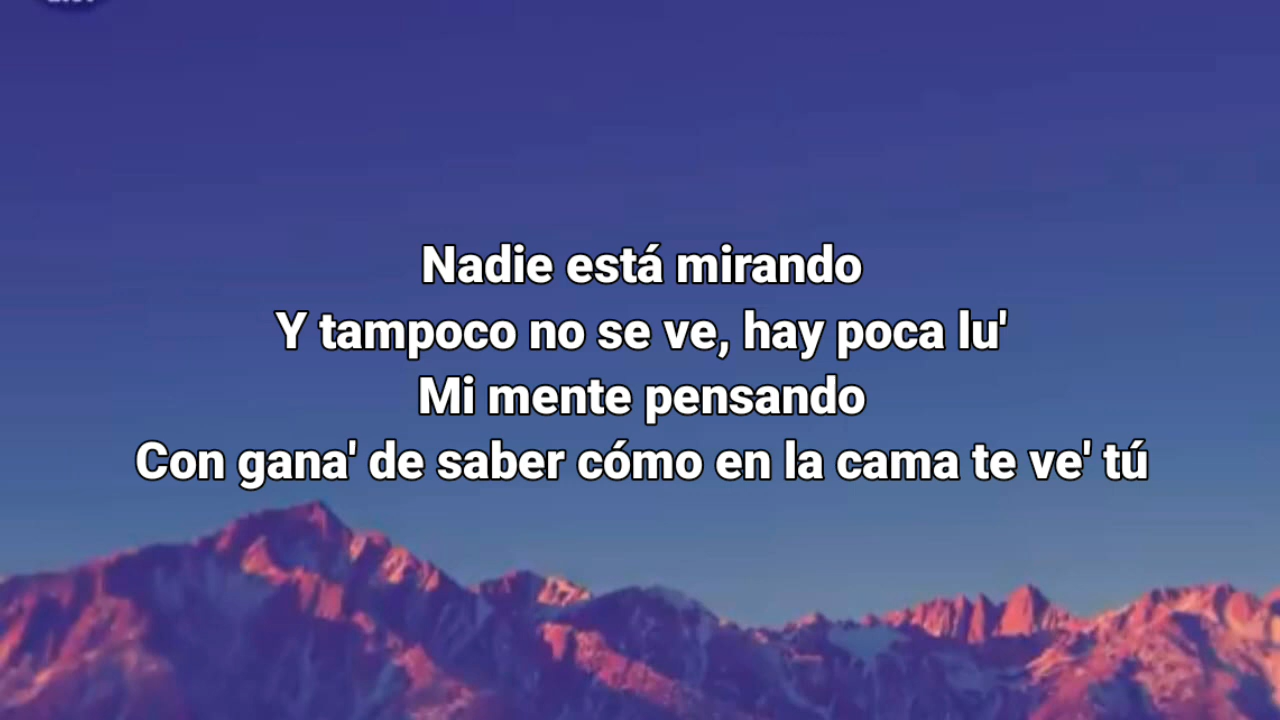 Nadie está mirando
Y tampoco no se ve, hay poca lu'
Mi mente pensando
Con gana' de saber cómo en la cama te ve' tú